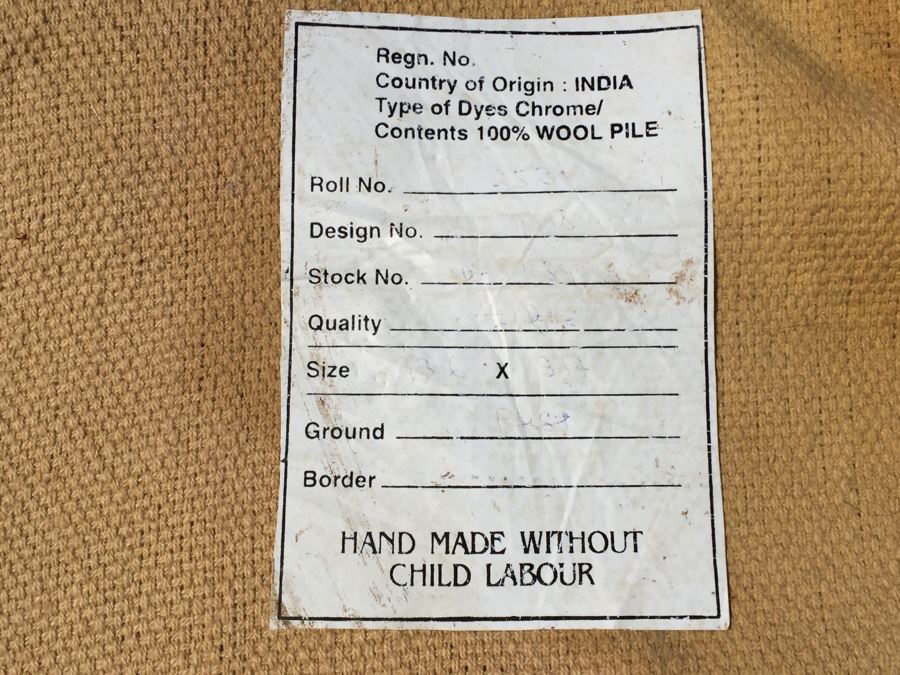 Regn. No.
Country of Origin : INDIA
Type of Dyes Chrome/
Contents 100% WOOL PILE
Roll No.
Design No.
Stock No.
Quality
Size X
Ground
Border
HAND MADE WITHOUT
CHILD LABOUR